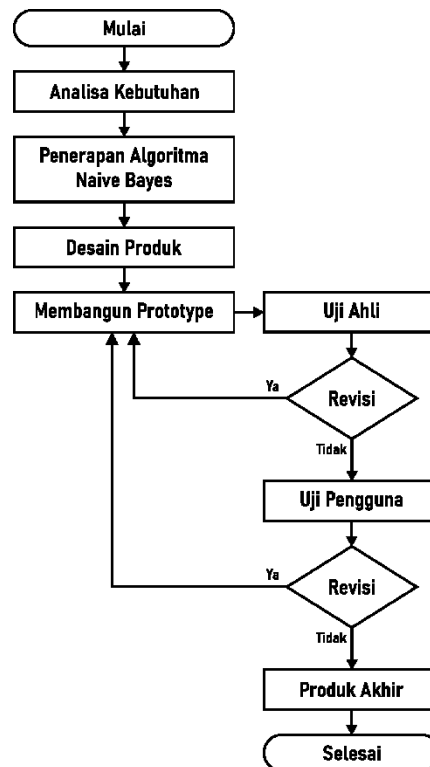 Mulai
Analisa Kebutuhan
Penerapan Algoritma
Naive Bayes
Desain Produk
Membangun Prototype
Uji Ahli
Ya
Revisi
Tidak
Uji Pengguna
Ya
Revisi
Tidak
Produk Akhir
Selesai